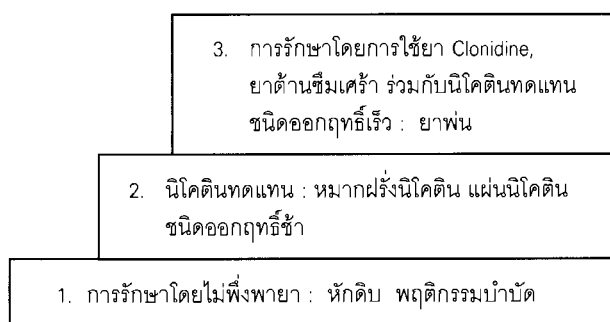 3. การรักษาโดยการใช้ยา Clonidine,
ยาต้านซึมเศร้า ร่วมกับนิโคตินทดแทน
ชนิดออกฤทธิ์เร็ว : ยาพ่น
2. นิโคตินทดแทน : หมากฝรั่งนิโคติน แผ่นนิโคติน
ชนิดออกฤทธิ์ช้า
1. การรักษาโดยไม่พึ่งพายา : หักดิบ พฤติกรรมบำบัด